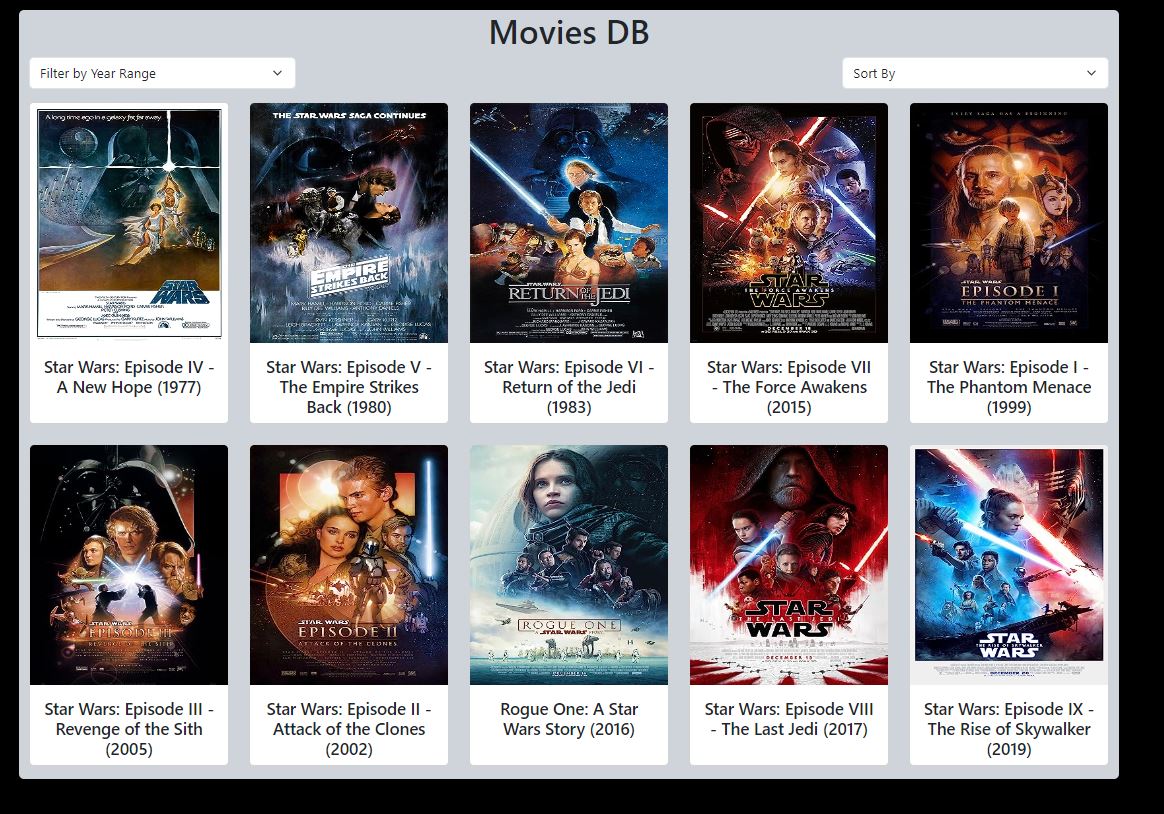 Movies DB
Filter by Year Range
Sort By
A long time ago in a galaxy far far away...
STAR
WARS
THE STAR WARS SAGA CONTINUES
THE
EMPIRE
STRIKES BACK
STAR WARS
RETURN OF THE JEDI
STAR
THE FORCE AWAKENS
WARS
DECEMBER 18
EVERY SAGA HAS A BEGINNING
STAR WARS
EPISODE I
THE PHANTOM MENACE
Star Wars: Episode IV -
A New Hope (1977)
Star Wars: Episode V -
The Empire Strikes
Back (1980)
Star Wars: Episode VI -
Return of the Jedi
(1983)
Star Wars: Episode VII
- The Force Awakens
(2015)
Star Wars: Episode I -
The Phantom Menace
(1999)
STAR WARS
EPISODE III
REVENGE OF THE SITH
STAR WARS
EPISODE II
ATTACK OF THE CLONES
ROGUE ONE
A STAR WARS STORY
STAR
THE LAST JEDI
WARS
DECEMBER 15
STAR
THE RISE OF SKYWALKER
WARS
DECEMBER 20
Star Wars: Episode III -
Revenge of the Sith
(2005)
Star Wars: Episode II -
Attack of the Clones
(2002)
Rogue One: A Star
Wars Story (2016)
Star Wars: Episode VIII
- The Last Jedi (2017)
Star Wars: Episode IX -
The Rise of Skywalker
(2019)